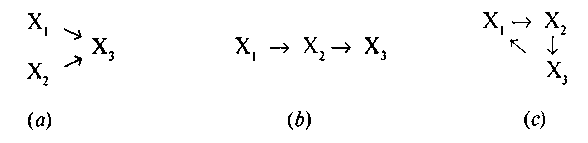 X₁ ↘
X₃
X₂ ↗
(a)
X₁ → X₂ → X₃
(b)
X₁ → X₂
↖ ↓
X₃
(c)